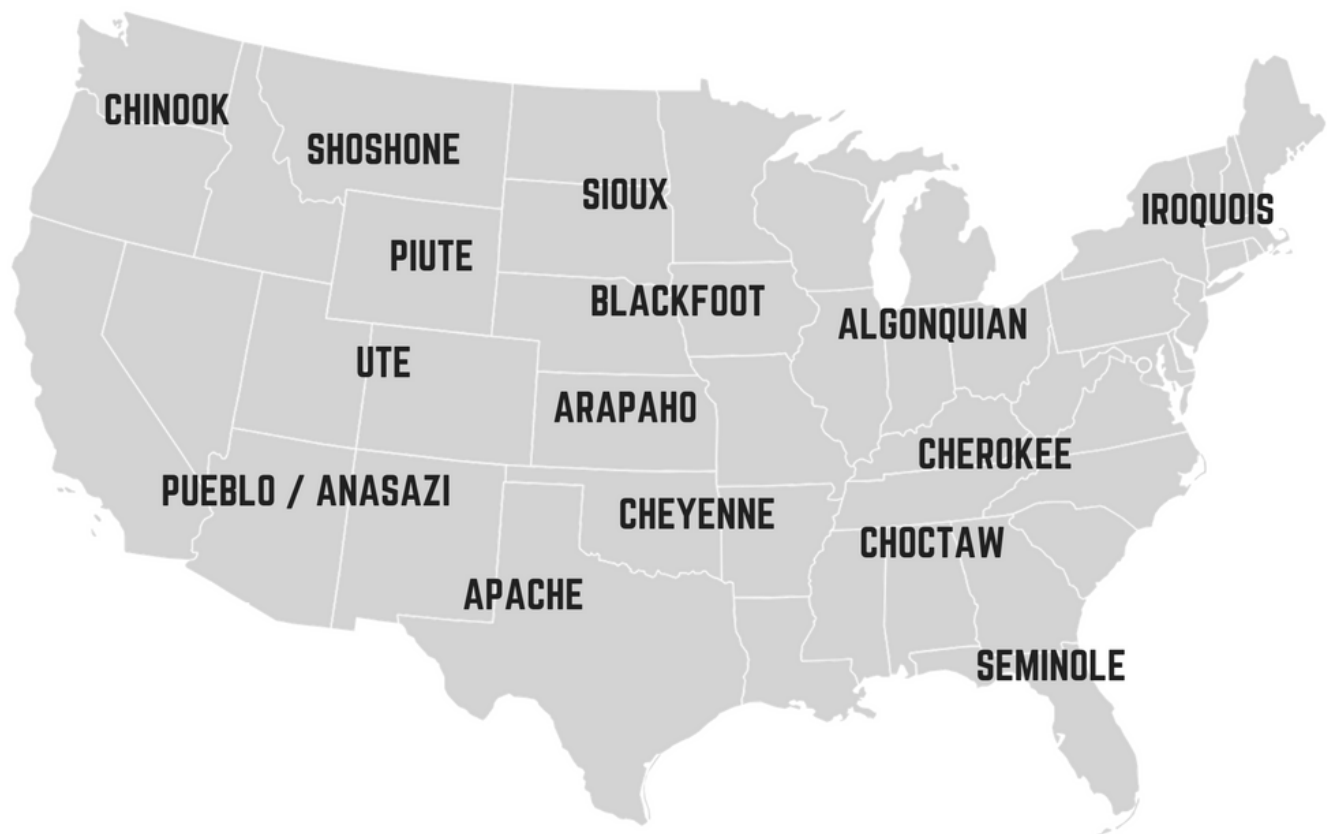 CHINOOK
SHOSHONE
SIOUX
IROQUOIS
PIUTE
BLACKFOOT
ALGONQUIAN
UTE
ARAPAHO
CHEROKEE
PUEBLO / ANASAZI
CHEYENNE
CHOCTAW
APACHE
SEMINOLE